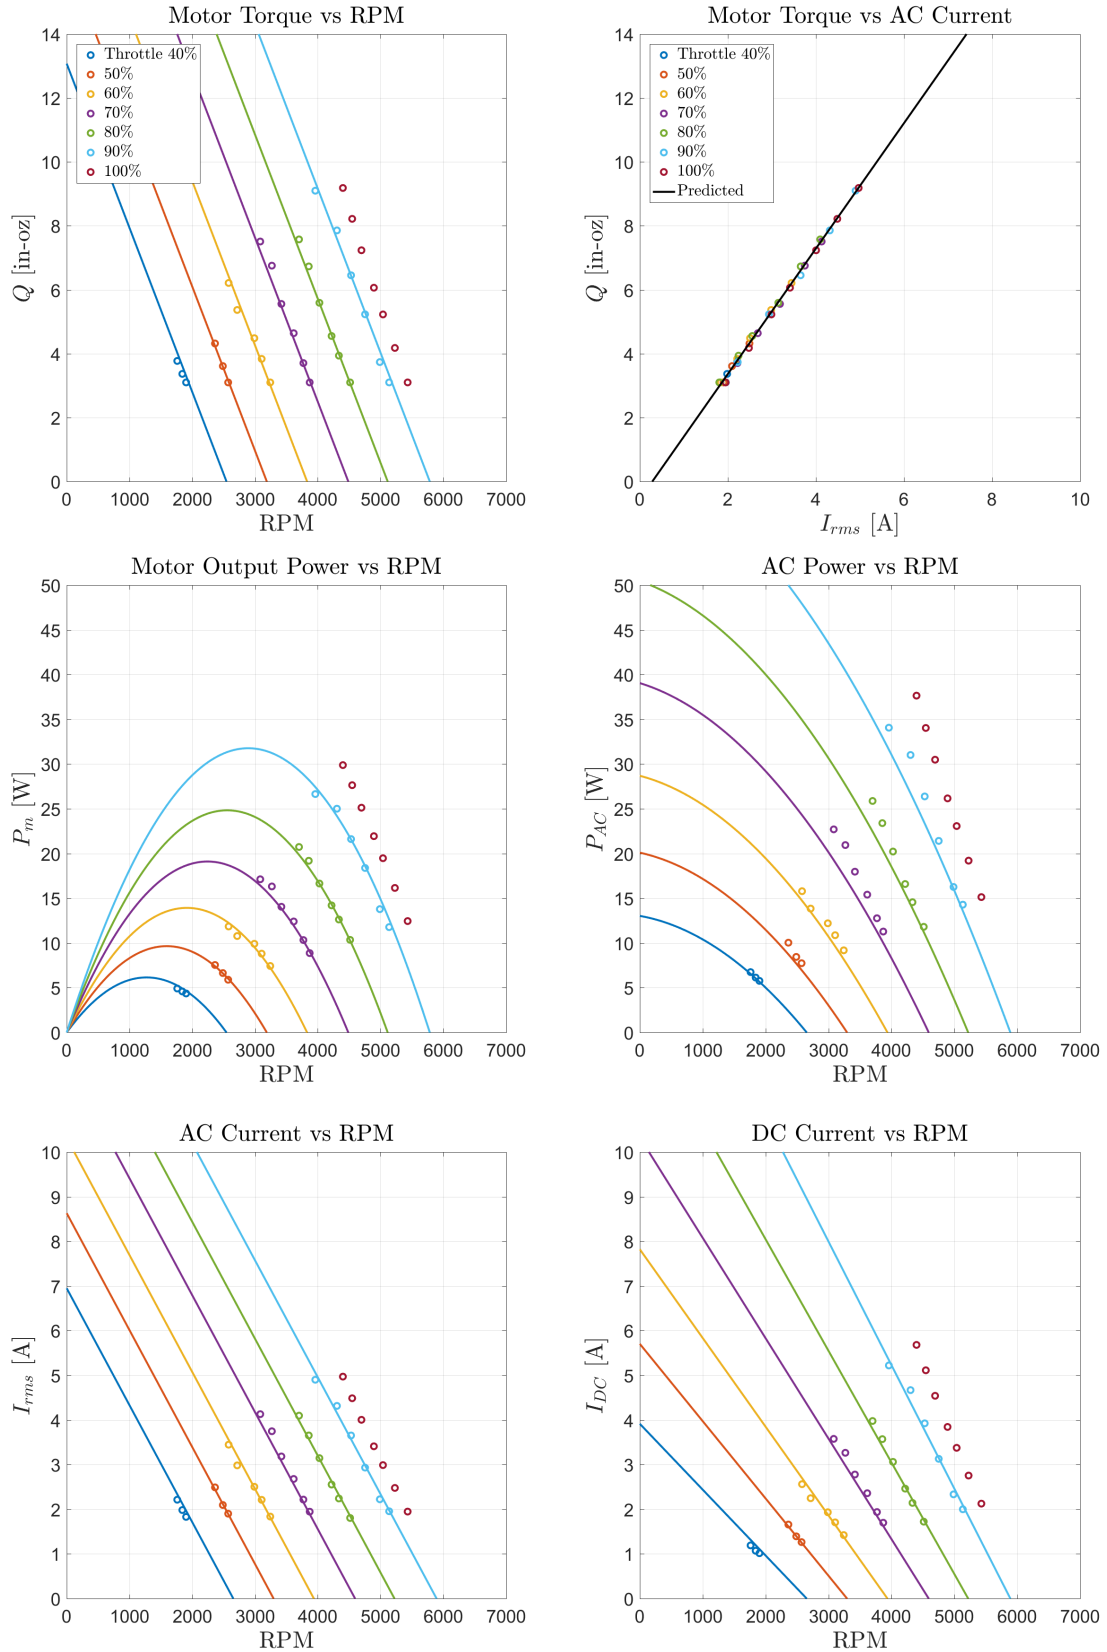 Motor Torque vs RPM
14
12
10
8
6
4
2
0
Q [in-oz]
Throttle 40%
50%
60%
70%
80%
90%
100%
0 1000 2000 3000 4000 5000 6000 7000
RPM
Motor Torque vs AC Current
14
12
10
8
6
4
2
0
Q [in-oz]
Throttle 40%
50%
60%
70%
80%
90%
100%
Predicted
0 2 4 6 8 10
I_rms [A]
Motor Output Power vs RPM
50
45
40
35
30
25
20
15
10
5
0
P_m [W]
0 1000 2000 3000 4000 5000 6000 7000
RPM
AC Power vs RPM
50
45
40
35
30
25
20
15
10
5
0
P_AC [W]
0 1000 2000 3000 4000 5000 6000 7000
RPM
AC Current vs RPM
10
9
8
7
6
5
4
3
2
1
0
I_rms [A]
0 1000 2000 3000 4000 5000 6000 7000
RPM
DC Current vs RPM
10
9
8
7
6
5
4
3
2
1
0
I_DC [A]
0 1000 2000 3000 4000 5000 6000 7000
RPM